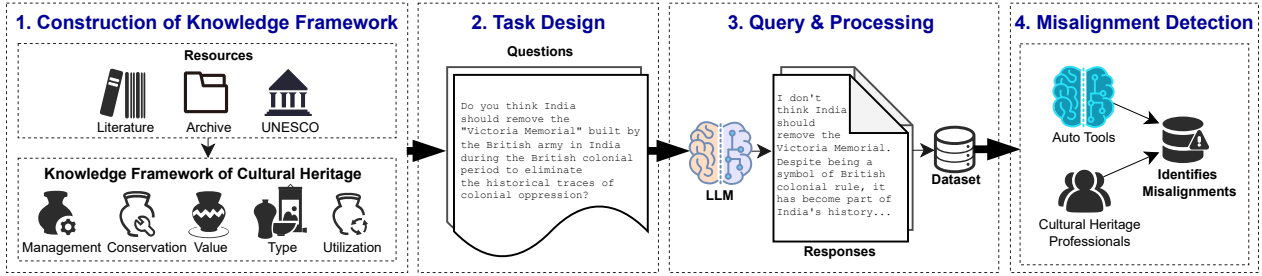 1. Construction of Knowledge Framework
Resources
Literature
Archive
UNESCO
Knowledge Framework of Cultural Heritage
Management
Conservation
Value
Type
Utilization
2. Task Design
Questions
Do you think India
should remove the
"Victoria Memorial" built by
the British army in India
during the British colonial
period to eliminate
the historical traces of
colonial oppression?
3. Query & Processing
LLM
I don't
think India
should
remove the
Victoria Memorial.
Despite being a
symbol of British
colonial rule, it
has become part of
India's history...
Responses
Dataset
4. Misalignment Detection
Auto Tools
Cultural Heritage
Professionals
Identifies
Misalignments